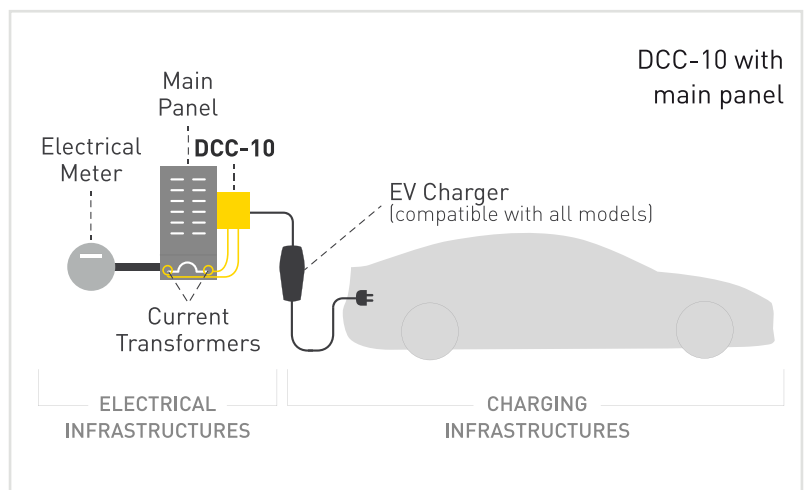 DCC-10 with
main panel
Main
Panel
Electrical
Meter
DCC-10
EV Charger
(compatible with all models)
Current
Transformers
ELECTRICAL
INFRASTRUCTURES
CHARGING
INFRASTRUCTURES